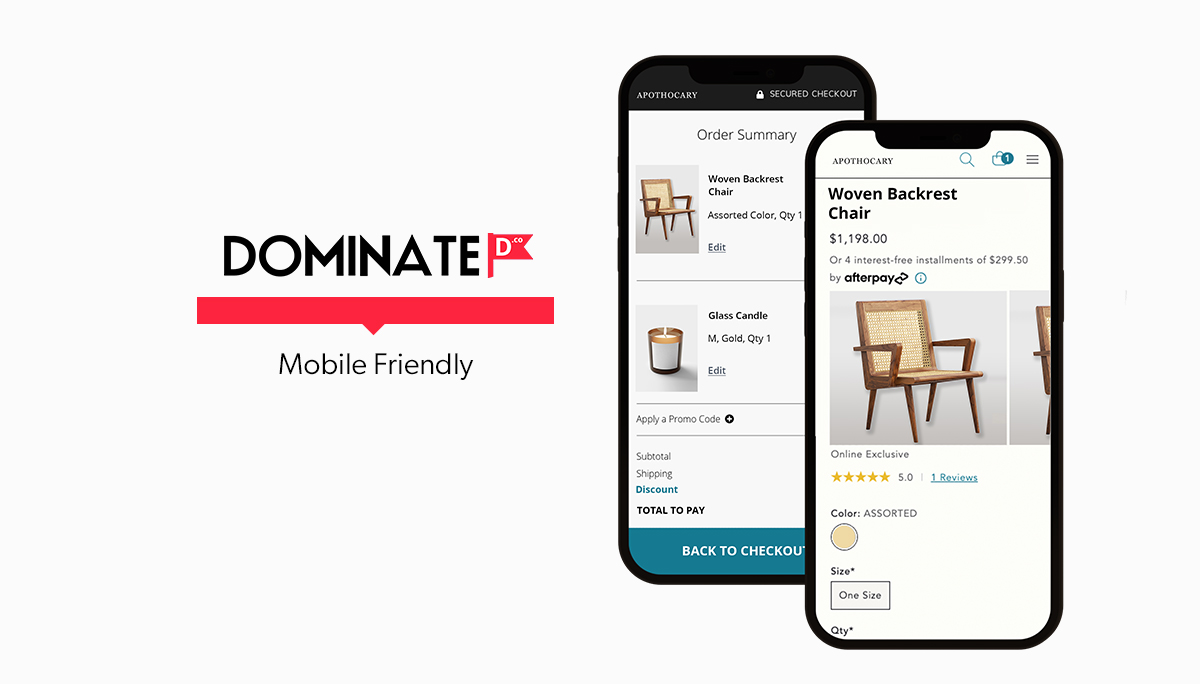 DOMINATE D.co
Mobile Friendly
APOTHOCARY
SECURED CHECKOUT
Order Summary
Woven Backrest
Chair
Assorted Color, Qty 1
Edit
Glass Candle
M, Gold, Qty 1
Edit
Apply a Promo Code
Subtotal
Shipping
Discount
TOTAL TO PAY
BACK TO CHECKOUT
APOTHOCARY
1
Woven Backrest
Chair
$1,198.00
Or 4 interest-free installments of $299.50
by afterpay
Online Exclusive
5.0 | 1 Reviews
Color: ASSORTED
Size*
One Size
Qty*